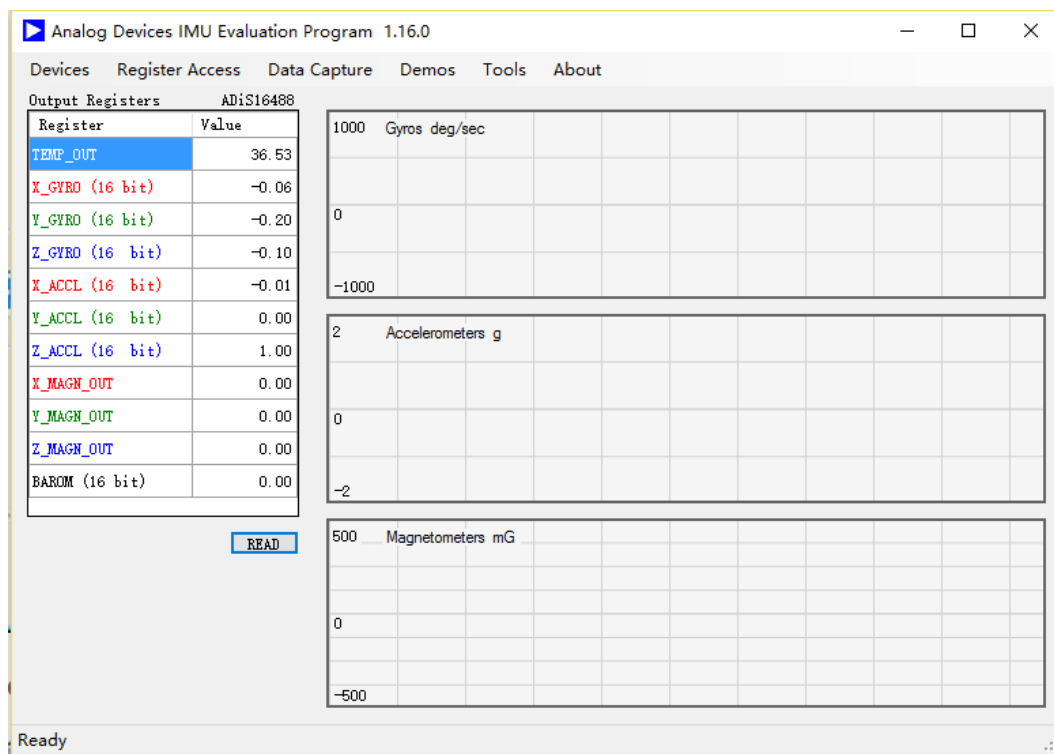 Analog Devices IMU Evaluation Program 1.16.0
Devices Register Access Data Capture Demos Tools About
Output Registers ADiS16488
Register Value
TEMP_OUT 36.53
X_GYRO (16 bit) -0.06
Y_GYRO (16 bit) -0.20
Z_GYRO (16 bit) -0.10
X_ACCL (16 bit) -0.01
Y_ACCL (16 bit) 0.00
Z_ACCL (16 bit) 1.00
X_MAGN_OUT 0.00
Y_MAGN_OUT 0.00
Z_MAGN_OUT 0.00
BAROM (16 bit) 0.00
READ
1000 Gyros deg/sec
0
-1000
2 Accelerometers g
0
-2
500 Magnetometers mG
0
-500
Ready